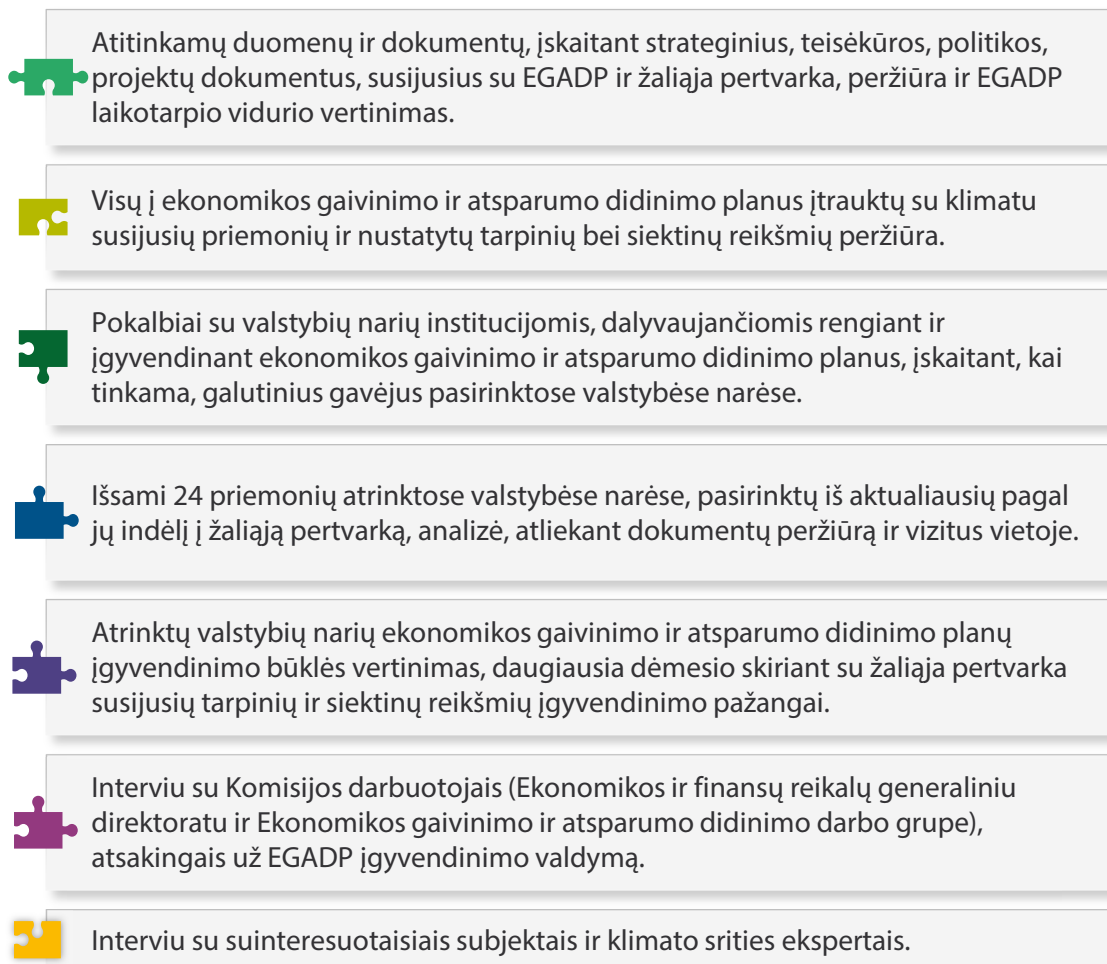 Atitinkamų duomenų ir dokumentų, įskaitant strateginius, teisėkūros, politikos,
projektų dokumentus, susijusius su EGADP ir žaliąja pertvarka, peržiūra ir EGADP
laikotarpio vidurio vertinimas.
Visų į ekonomikos gaivinimo ir atsparumo didinimo planus įtrauktų su klimatu
susijusių priemonių ir nustatytų tarpinių bei siektinų reikšmių peržiūra.
Pokalbiai su valstybių narių institucijomis, dalyvaujančiomis rengiant ir
įgyvendinant ekonomikos gaivinimo ir atsparumo didinimo planus, įskaitant, kai
tinkama, galutinius gavėjus pasirinktose valstybėse narėse.
Išsami 24 priemonių atrinktose valstybėse narėse, pasirinktų iš aktualiausių pagal
jų indėlį į žaliąją pertvarką, analizė, atliekant dokumentų peržiūrą ir vizitus vietoje.
Atrinktų valstybių narių ekonomikos gaivinimo ir atsparumo didinimo planų
įgyvendinimo būklės vertinimas, daugiausia dėmesio skiriant su žaliąja pertvarka
susijusių tarpinių ir siektinų reikšmių įgyvendinimo pažangai.
Interviu su Komisijos darbuotojais (Ekonomikos ir finansų reikalų generaliniu
direktoratu ir Ekonomikos gaivinimo ir atsparumo didinimo darbo grupe),
atsakingais už EGADP įgyvendinimo valdymą.
Interviu su suinteresuotaisiais subjektais ir klimato srities ekspertais.